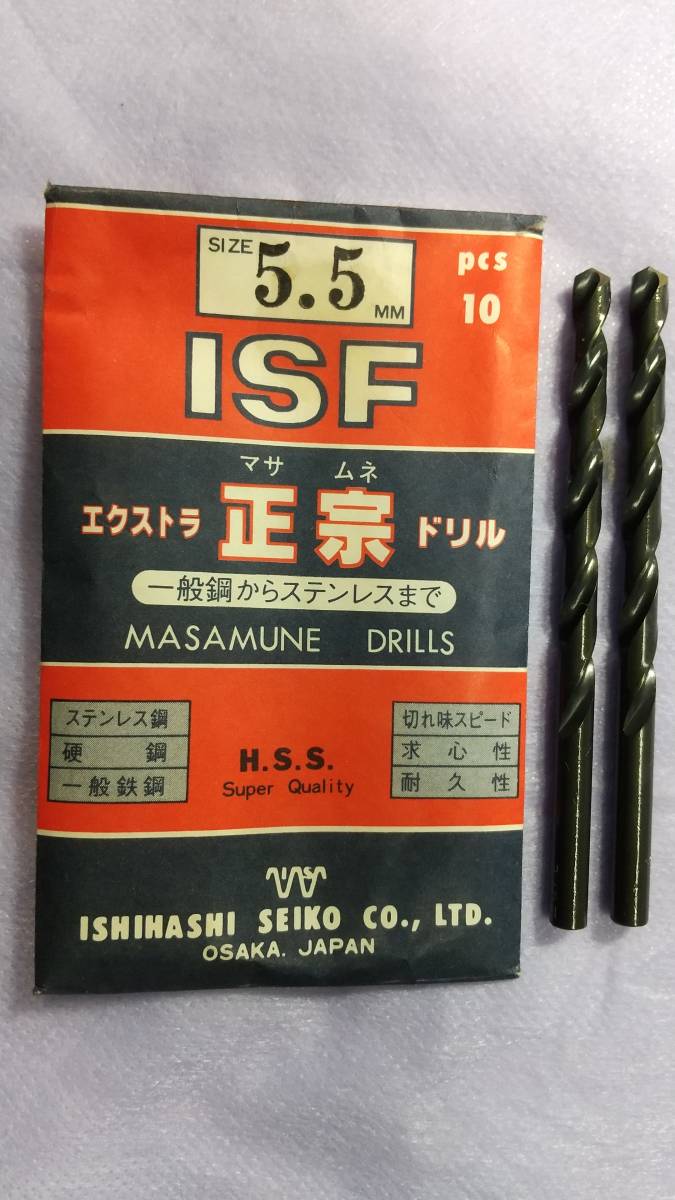 SIZE 5.5 MM
pcs
10
ISF
マサ ムネ
エクストラ 正宗 ドリル
一般鋼からステンレスまで
MASAMUNE DRILLS
ステンレス鋼
硬鋼
一般鉄鋼
H.S.S.
Super Quality
切れ味スピード
求心性
耐久性
ISHIHASHI SEIKO CO., LTD.
OSAKA. JAPAN